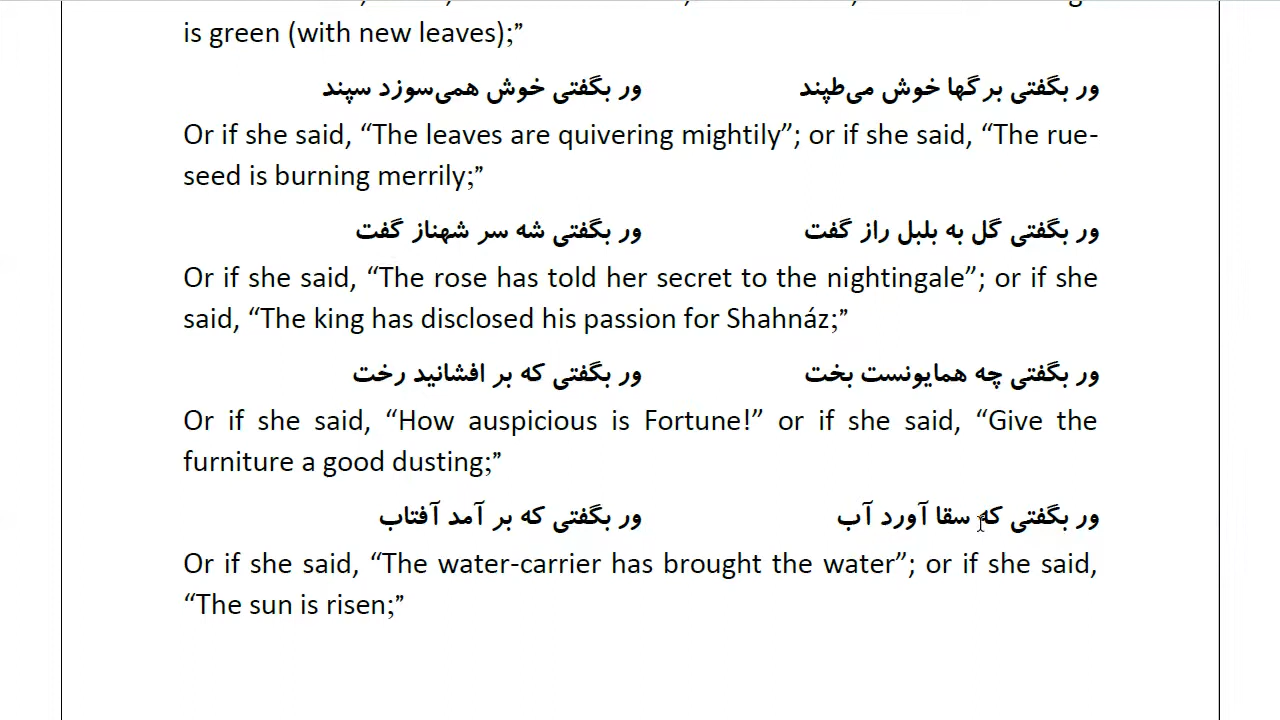 is green (with new leaves);”
ور بگفتی برگها خوش می‌طپند ور بگفتی خوش همی‌سوزد سپند
Or if she said, “The leaves are quivering mightily”; or if she said, “The rue-
seed is burning merrily;”
ور بگفتی گل به بلبل راز گفت ور بگفتی شه سر شهناز گفت
Or if she said, “The rose has told her secret to the nightingale”; or if she
said, “The king has disclosed his passion for Shahnáz;”
ور بگفتی چه همایونست بخت ور بگفتی که بر افشانید رخت
Or if she said, “How auspicious is Fortune!” or if she said, “Give the
furniture a good dusting;”
ور بگفتی که سقا آورد آب ور بگفتی که بر آمد آفتاب
Or if she said, “The water-carrier has brought the water”; or if she said,
“The sun is risen;”